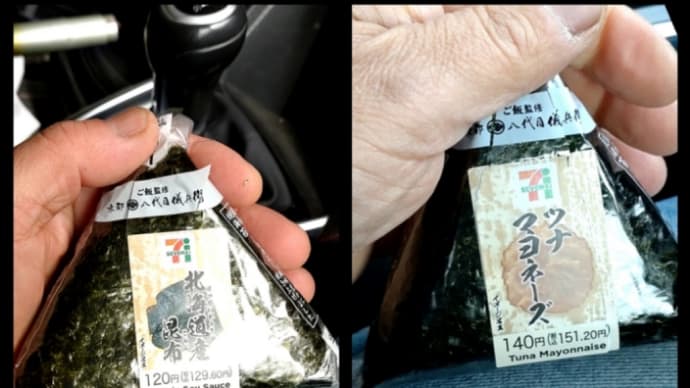 ご飯監修
京都 八代目儀兵衛
7
ELEVEN
北海道産
昆布
120円(税込129.60円)
Soy Sauce
ご飯監修
京都 八代目儀兵衛
7
ELEVEN
ツナ
マヨネーズ
140円(税込151.20円)
Tuna Mayonnaise